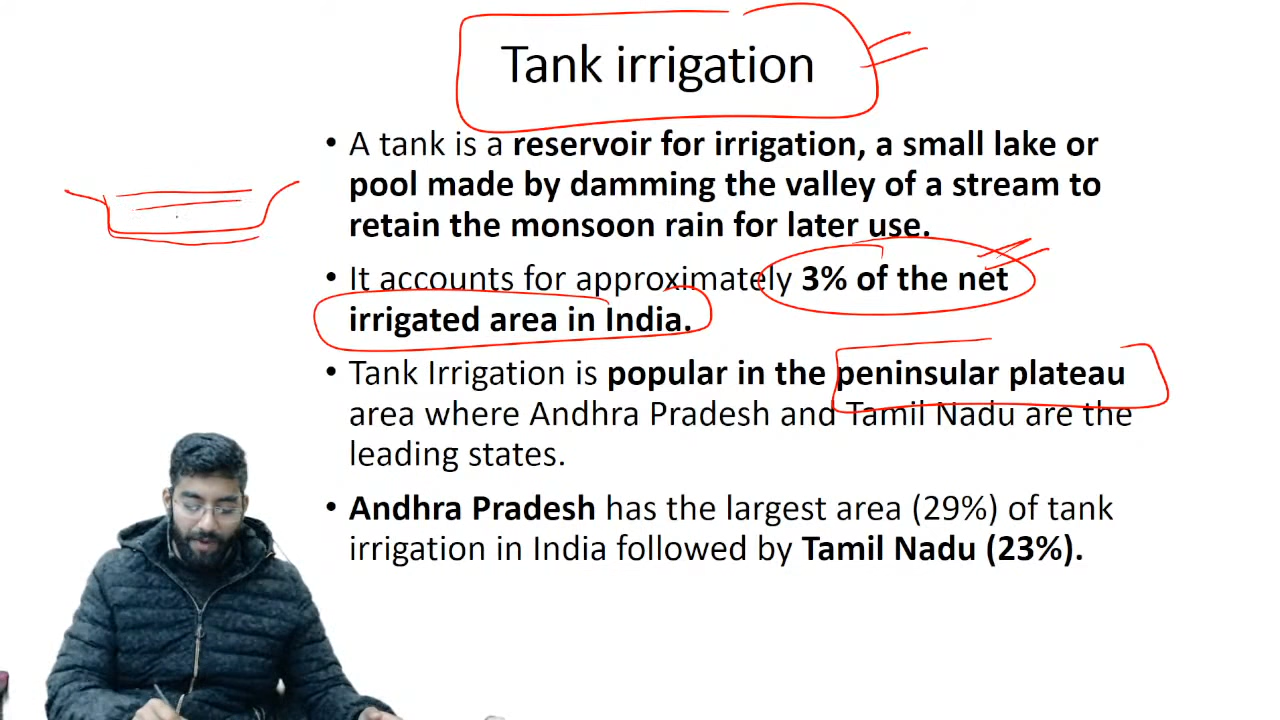 Tank irrigation
• A tank is a reservoir for irrigation, a small lake or
pool made by damming the valley of a stream to
retain the monsoon rain for later use.
• It accounts for approximately 3% of the net
irrigated area in India.
• Tank Irrigation is popular in the peninsular plateau
area where Andhra Pradesh and Tamil Nadu are the
leading states.
• Andhra Pradesh has the largest area (29%) of tank
irrigation in India followed by Tamil Nadu (23%).